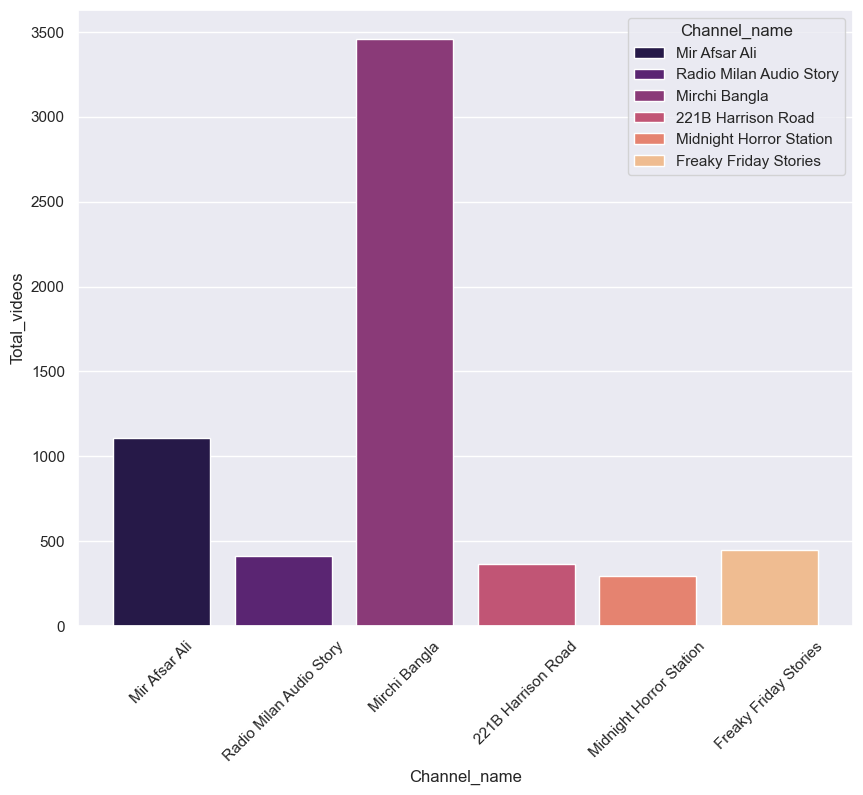 Channel_name
Mir Afsar Ali
Radio Milan Audio Story
Mirchi Bangla
221B Harrison Road
Midnight Horror Station
Freaky Friday Stories
3500
3000
2500
2000
1500
1000
500
0
Total_videos
Mir Afsar Ali
Radio Milan Audio Story
Mirchi Bangla
221B Harrison Road
Midnight Horror Station
Freaky Friday Stories
Channel_name